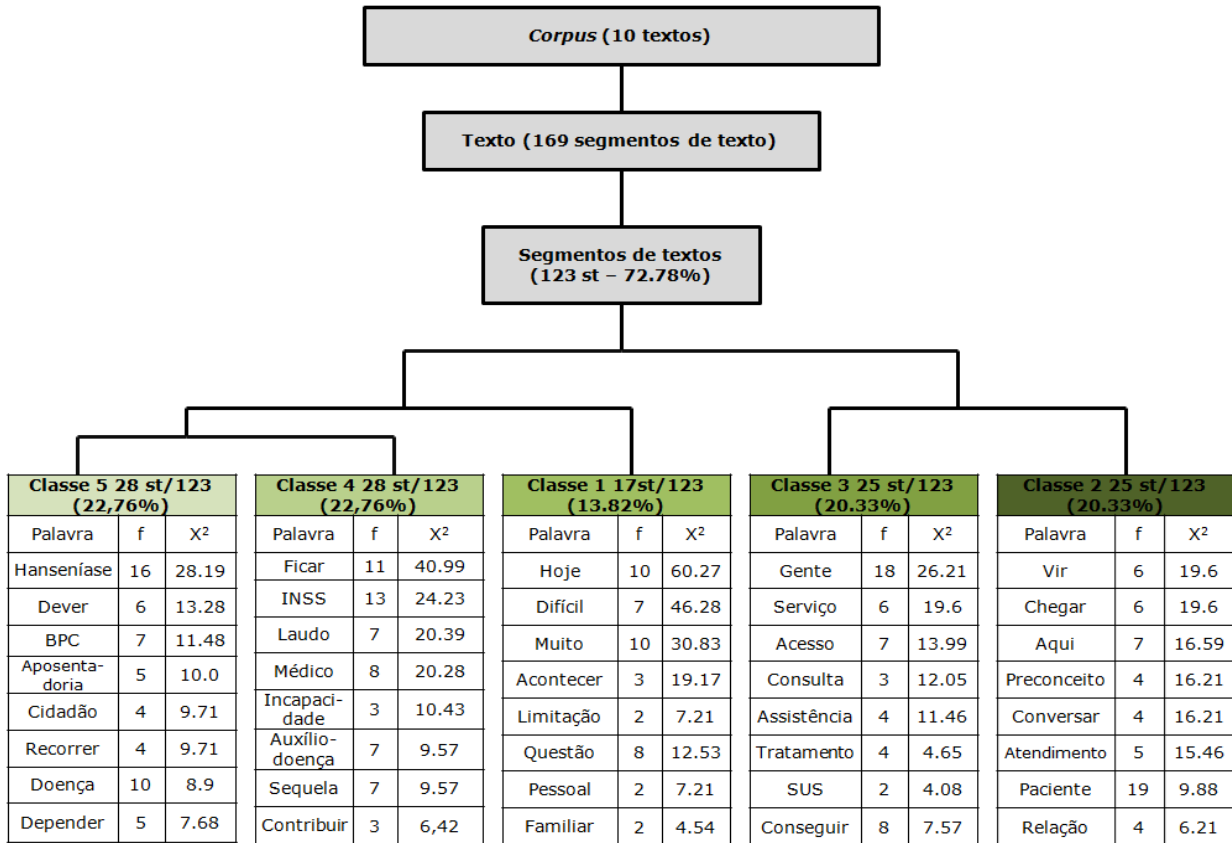 Corpus (10 textos)
Texto (169 segmentos de texto)
Segmentos de textos
(123 st – 72.78%)
Classe 5 28 st/123
(22,76%)
Palavra f X²
Hanseníase 16 28.19
Dever 6 13.28
BPC 7 11.48
Aposenta-
doria 5 10.0
Cidadão 4 9.71
Recorrer 4 9.71
Doença 10 8.9
Depender 5 7.68
Classe 4 28 st/123
(22,76%)
Palavra f X²
Ficar 11 40.99
INSS 13 24.23
Laudo 7 20.39
Médico 8 20.28
Incapaci-
dade 3 10.43
Auxílio-
doença 7 9.57
Sequela 7 9.57
Contribuir 3 6,42
Classe 1 17st/123
(13.82%)
Palavra f X²
Hoje 10 60.27
Difícil 7 46.28
Muito 10 30.83
Acontecer 3 19.17
Limitação 2 7.21
Questão 8 12.53
Pessoal 2 7.21
Familiar 2 4.54
Classe 3 25 st/123
(20.33%)
Palavra f X²
Gente 18 26.21
Serviço 6 19.6
Acesso 7 13.99
Consulta 3 12.05
Assistência 4 11.46
Tratamento 4 4.65
SUS 2 4.08
Conseguir 8 7.57
Classe 2 25 st/123
(20.33%)
Palavra f X²
Vir 6 19.6
Chegar 6 19.6
Aqui 7 16.59
Preconceito 4 16.21
Conversar 4 16.21
Atendimento 5 15.46
Paciente 19 9.88
Relação 4 6.21